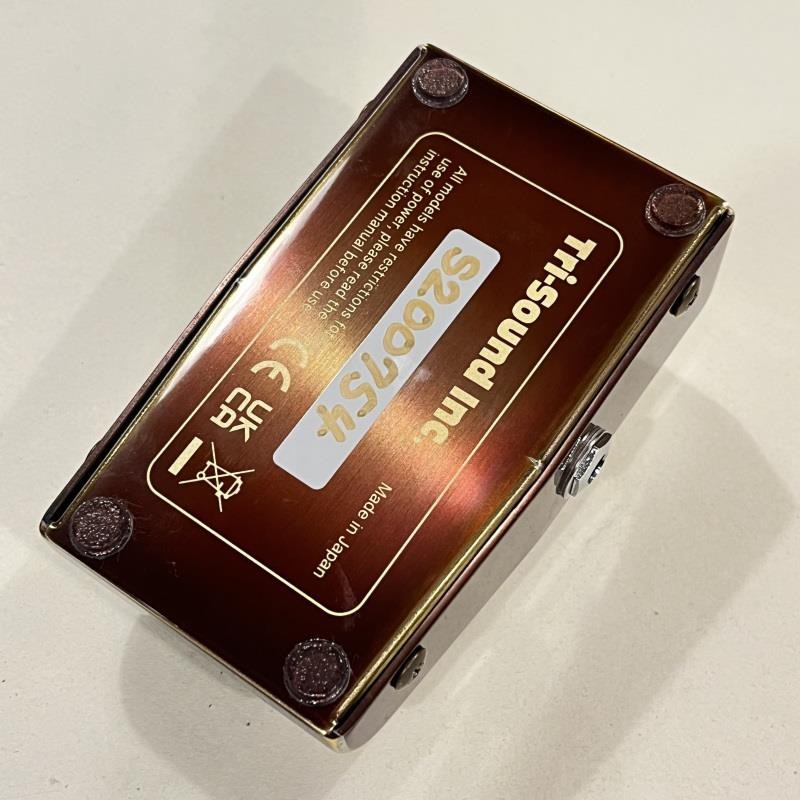 Tri-Sound Inc.
S200754
All models have restrictions for
use of power, please read the
instruction manual before use.
CE
UK
CA
Made in Japan